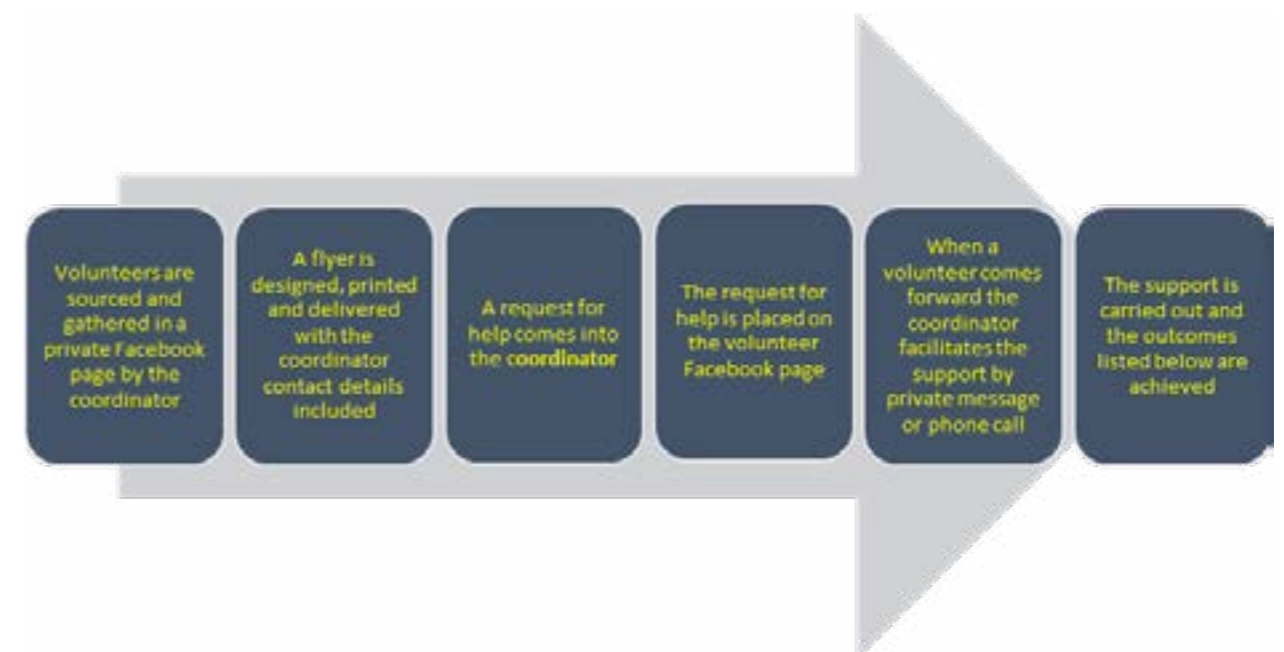 Volunteers are
sourced and
gathered in a
private Facebook
page by the
coordinator
A flyer is
designed, printed
and delivered
with the
coordinator
contact details
included
A request for
help comes into
the coordinator
The request for
help is placed on
the volunteer
Facebook page
When a
volunteer comes
forward the
coordinator
facilitates the
support by
private message
or phone call
The support is
carried out and
the outcomes
listed below are
achieved